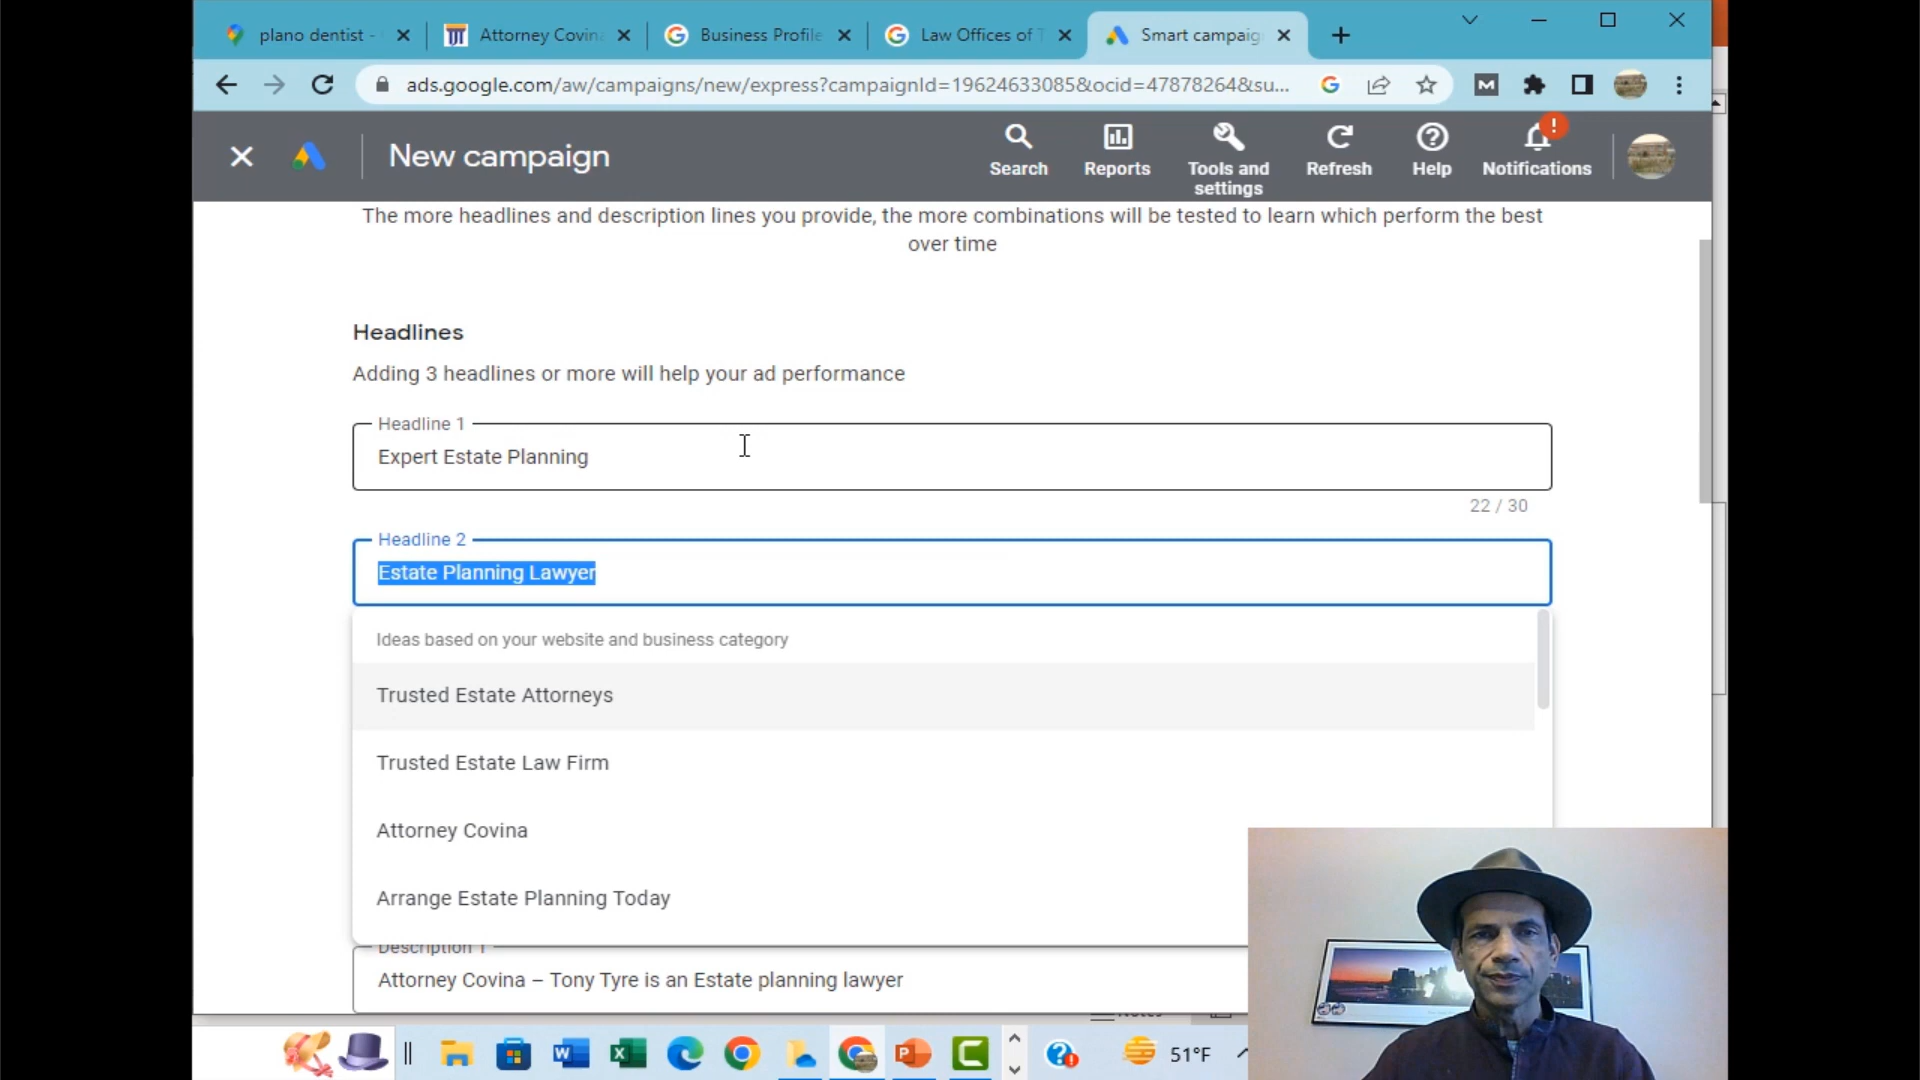 plano dentist -
Attorney Covin
Business Profile
Law Offices of T
Smart campaig
ads.google.com/aw/campaigns/new/express?campaignId=19624633085&ocid=47878264&su...
New campaign
Search
Reports
Tools and
settings
Refresh
Help
Notifications
The more headlines and description lines you provide, the more combinations will be tested to learn which perform the best
over time
Headlines
Adding 3 headlines or more will help your ad performance
Headline 1
Expert Estate Planning
22 / 30
Headline 2
Estate Planning Lawyer
Ideas based on your website and business category
Trusted Estate Attorneys
Trusted Estate Law Firm
Attorney Covina
Arrange Estate Planning Today
Description 1
Attorney Covina – Tony Tyre is an Estate planning lawyer
51°F